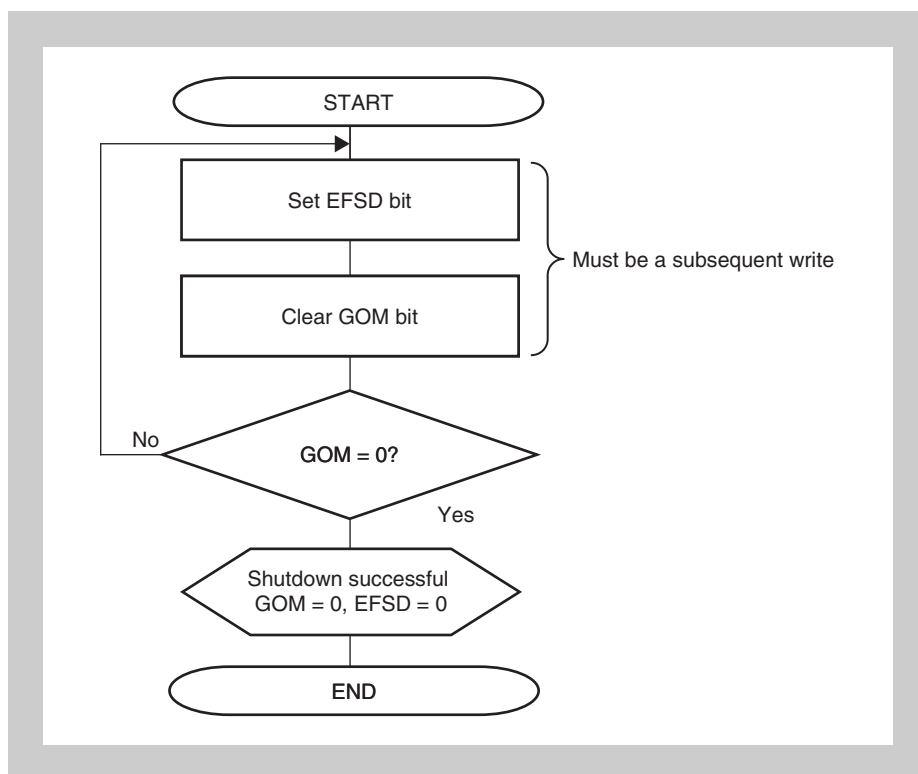 START
Set EFSD bit
Must be a subsequent write
Clear GOM bit
No
GOM = 0?
Yes
Shutdown successful
GOM = 0, EFSD = 0
END